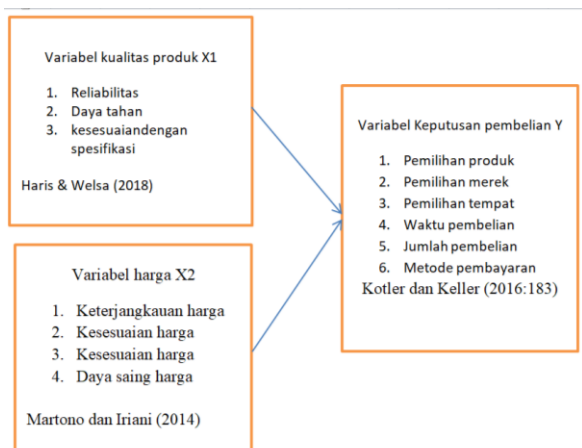 Variabel kualitas produk X1
1. Reliabilitas
2. Daya tahan
3. kesesuaiandengan
spesifikasi
Haris & Welsa (2018)
Variabel harga X2
1. Keterjangkauan harga
2. Kesesuaian harga
3. Kesesuaian harga
4. Daya saing harga
Martono dan Iriani (2014)
Variabel Keputusan pembelian Y
1. Pemilihan produk
2. Pemilihan merek
3. Pemilihan tempat
4. Waktu pembelian
5. Jumlah pembelian
6. Metode pembayaran
Kotler dan Keller (2016:183)